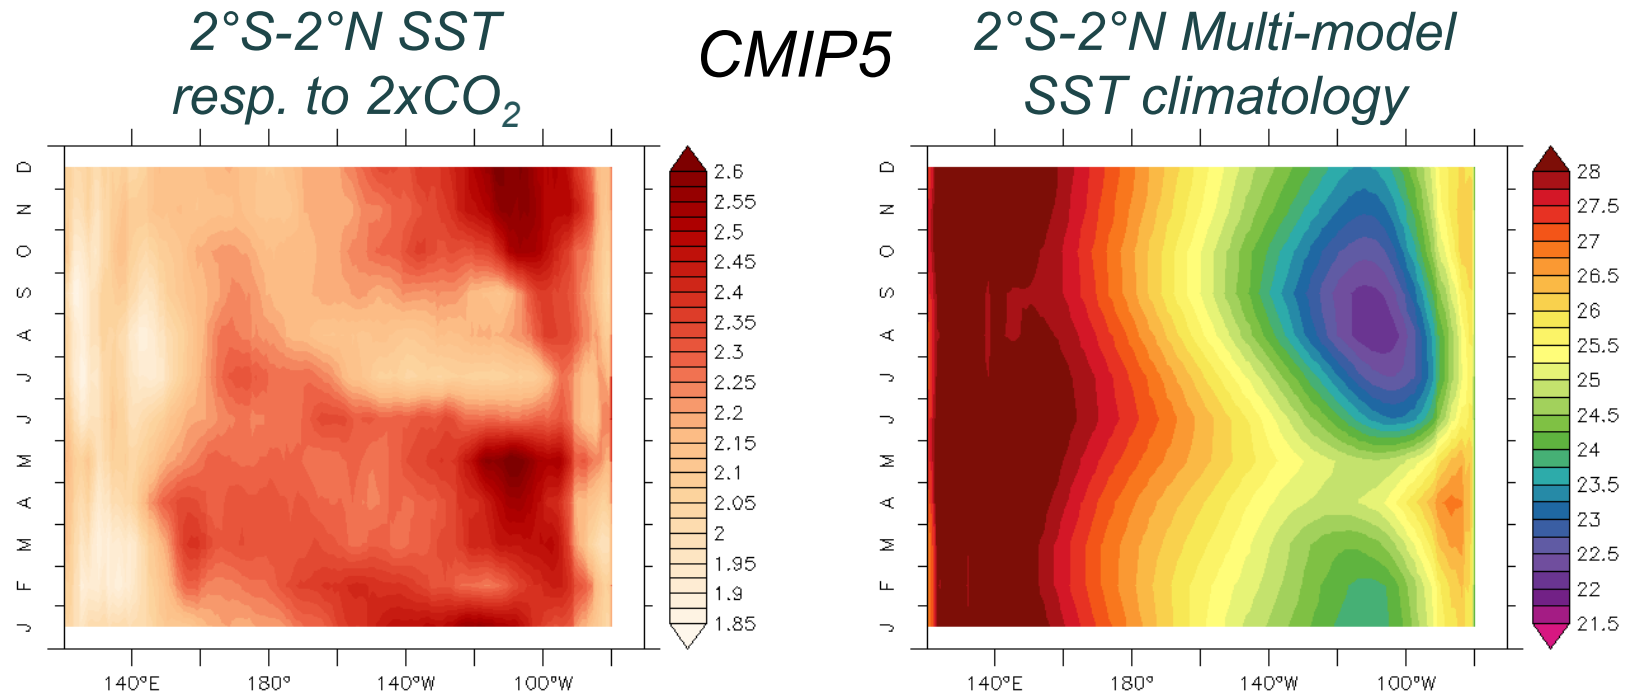 2°S-2°N SST
resp. to 2xCO₂
CMIP5
2°S-2°N Multi-model
SST climatology
D
N
O
S
A
J
J
M
A
M
F
J
140°E 180° 140°W 100°W
2.6
2.55
2.5
2.45
2.4
2.35
2.3
2.25
2.2
2.15
2.1
2.05
2
1.95
1.9
1.85
D
N
O
S
A
J
J
M
A
M
F
J
140°E 180° 140°W 100°W
28
27.5
27
26.5
26
25.5
25
24.5
24
23.5
23
22.5
22
21.5